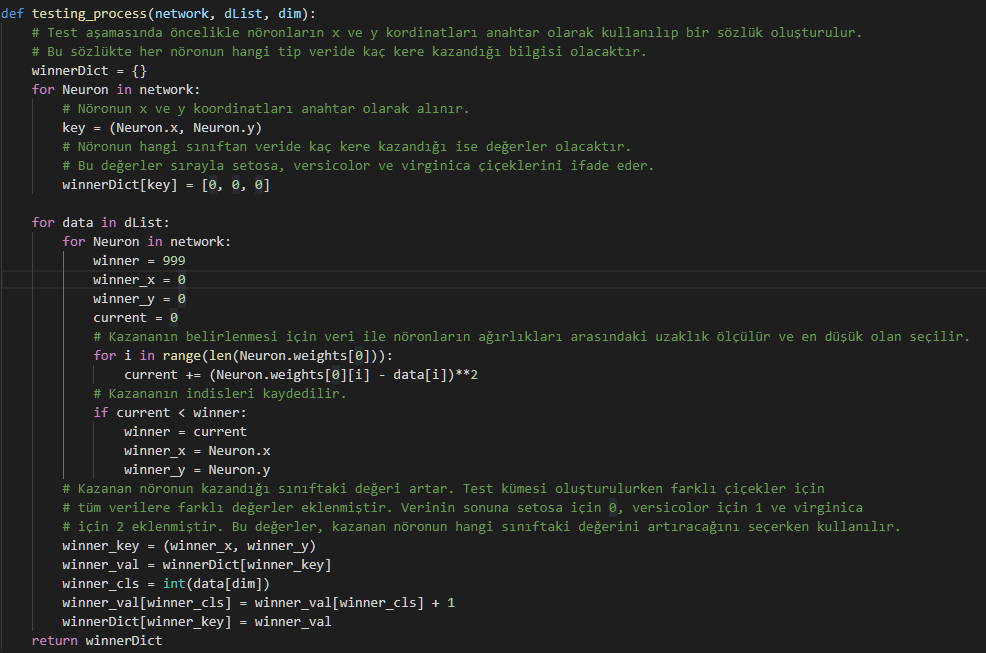 def testing_process(network, dList, dim):
    # Test aşamasında öncelikle nöronların x ve y kordinatları anahtar olarak kullanılıp bir sözlük oluşturulur.
    # Bu sözlükte her nöronun hangi tip veride kaç kere kazandığı bilgisi olacaktır.
    winnerDict = {}
    for Neuron in network:
        # Nöronun x ve y koordinatları anahtar olarak alınır.
        key = (Neuron.x, Neuron.y)
        # Nöronun hangi sınıftan veride kaç kere kazandığı ise değerler olacaktır.
        # Bu değerler sırayla setosa, versicolor ve virginica çiçeklerini ifade eder.
        winnerDict[key] = [0, 0, 0]

    for data in dList:
        for Neuron in network:
            winner = 999
            winner_x = 0
            winner_y = 0
            current = 0
            # Kazananın belirlenmesi için veri ile nöronların ağırlıkları arasındaki uzaklık ölçülür ve en düşük olan seçilir.
            for i in range(len(Neuron.weights[0])):
                current += (Neuron.weights[0][i] - data[i])**2
            # Kazananın indisleri kaydedilir.
            if current < winner:
                winner = current
                winner_x = Neuron.x
                winner_y = Neuron.y
        # Kazanan nöronun kazandığı sınıftaki değeri artar. Test kümesi oluşturulurken farklı çiçekler için
        # tüm verilere farklı değerler eklenmiştir. Verinin sonuna setosa için 0, versicolor için 1 ve virginica
        # için 2 eklenmiştir. Bu değerler, kazanan nöronun hangi sınıftaki değerini artıracağını seçerken kullanılır.
        winner_key = (winner_x, winner_y)
        winner_val = winnerDict[winner_key]
        winner_cls = int(data[dim])
        winner_val[winner_cls] = winner_val[winner_cls] + 1
        winnerDict[winner_key] = winner_val
    return winnerDict